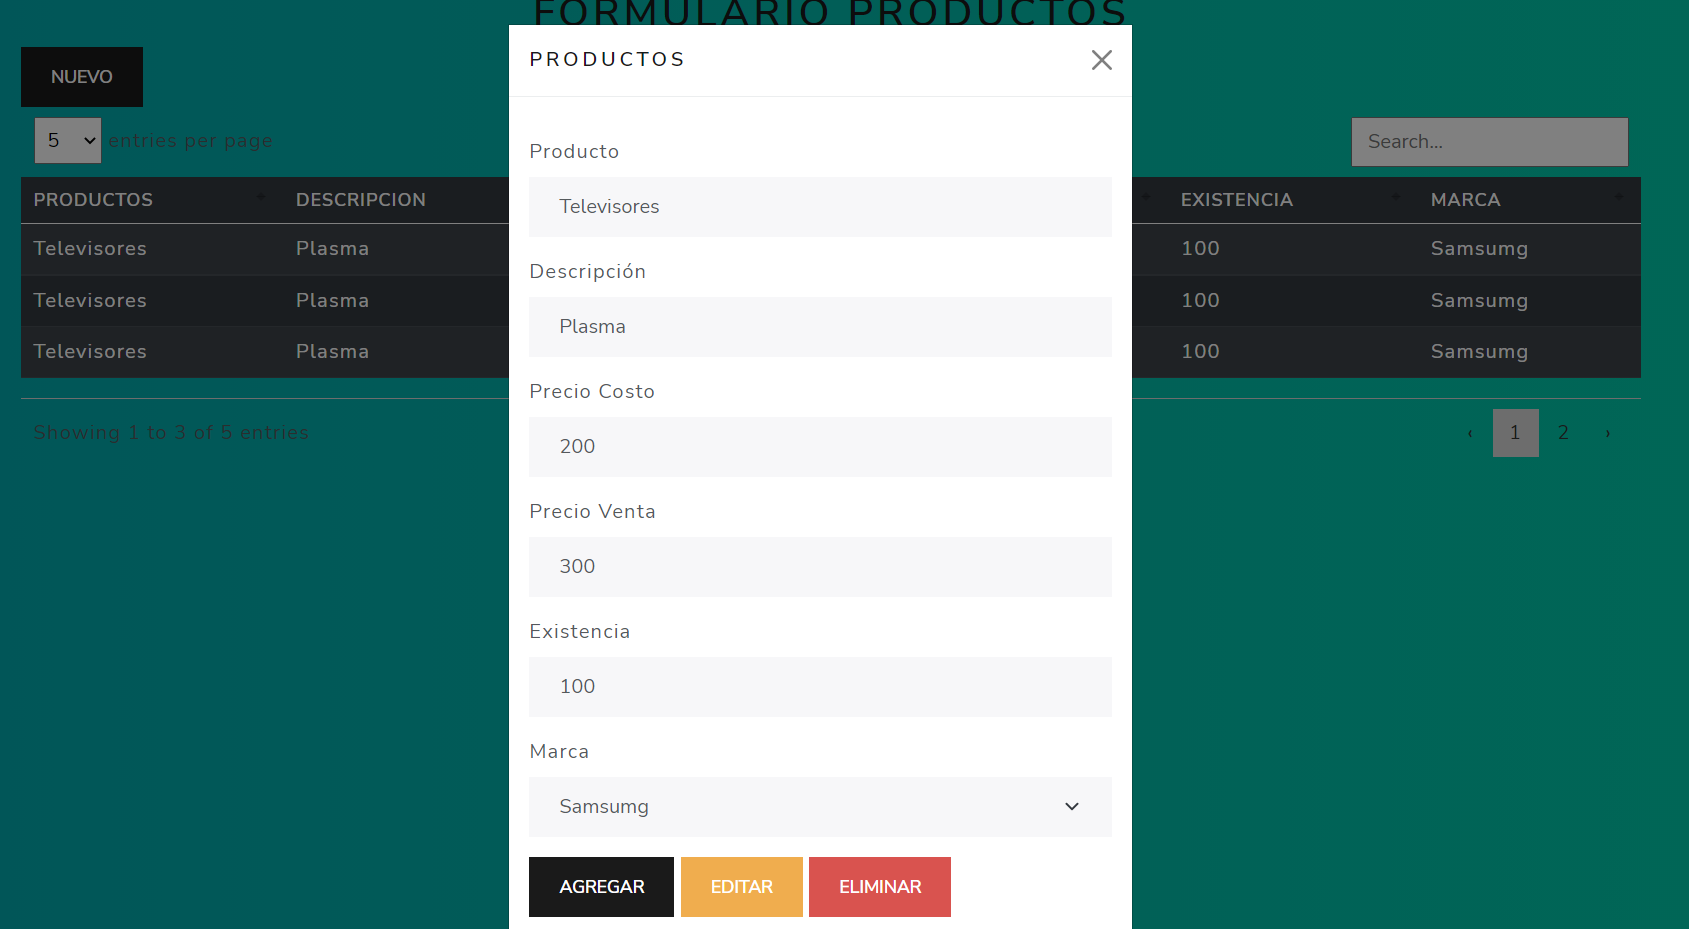 FORMULARIO PRODUCTOS
NUEVO
5 entries per page
Search...
PRODUCTOS DESCRIPCION EXISTENCIA MARCA
Televisores Plasma 100 Samsumg
Televisores Plasma 100 Samsumg
Televisores Plasma 100 Samsumg
Showing 1 to 3 of 5 entries
‹ 1 2 ›
PRODUCTOS
Producto
Televisores
Descripción
Plasma
Precio Costo
200
Precio Venta
300
Existencia
100
Marca
Samsumg
AGREGAR EDITAR ELIMINAR